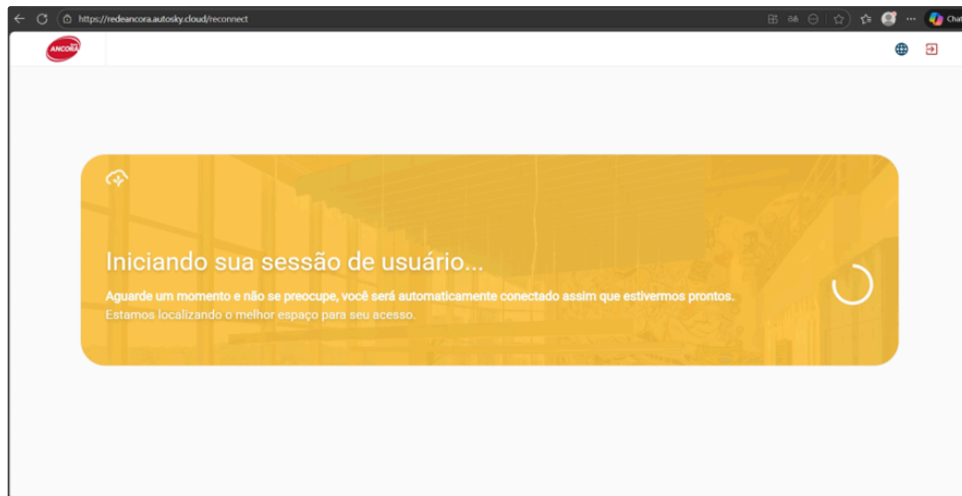 https://redeancora.autosky.cloud/reconnect
Chat
ANCORA
Iniciando sua sessão de usuário...
Aguarde um momento e não se preocupe, você será automaticamente conectado assim que estivermos prontos.
Estamos localizando o melhor espaço para seu acesso.